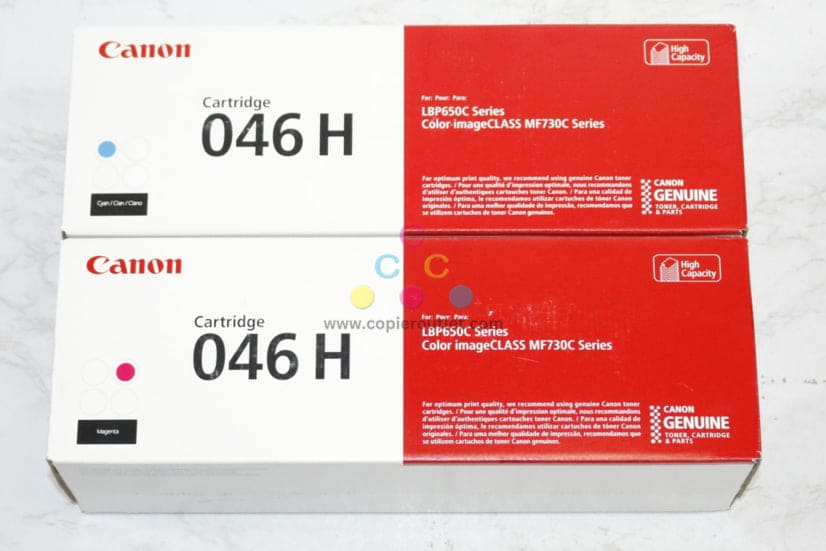 Canon
High
Capacity
Cartridge
046 H
For: Pour: Para:
LBP650C Series
Color imageCLASS MF730C Series
Cyan / Cian / Ciano
For optimum print quality, we recommend using genuine Canon toner
cartridges. / Pour une qualité d'impression optimale, nous recommandons
d'utiliser d'authentiques cartouches de toner Canon. / Para una calidad de
impresión óptima, le recomendamos utilizar cartuchos de tóner Canon
originales. / Para uma melhor qualidade de impressão, recomendamos que
se utilizem cartuchos de toner Canon genuínos.
CANON
GENUINE
TONER, CARTRIDGE
& PARTS
Canon
High
Capacity
C C C
www.copieroutlet.com
Cartridge
046 H
For: Pour: Para:
LBP650C Series
Color imageCLASS MF730C Series
Magenta
For optimum print quality, we recommend using genuine Canon toner
cartridges. / Pour une qualité d'impression optimale, nous recommandons
d'utiliser d'authentiques cartouches de toner Canon. / Para una calidad de
impresión óptima, le recomendamos utilizar cartuchos de tóner Canon
originales. / Para uma melhor qualidade de impressão, recomendamos que
se utilizem cartuchos de toner Canon genuínos.
CANON
GENUINE
TONER, CARTRIDGE
& PARTS